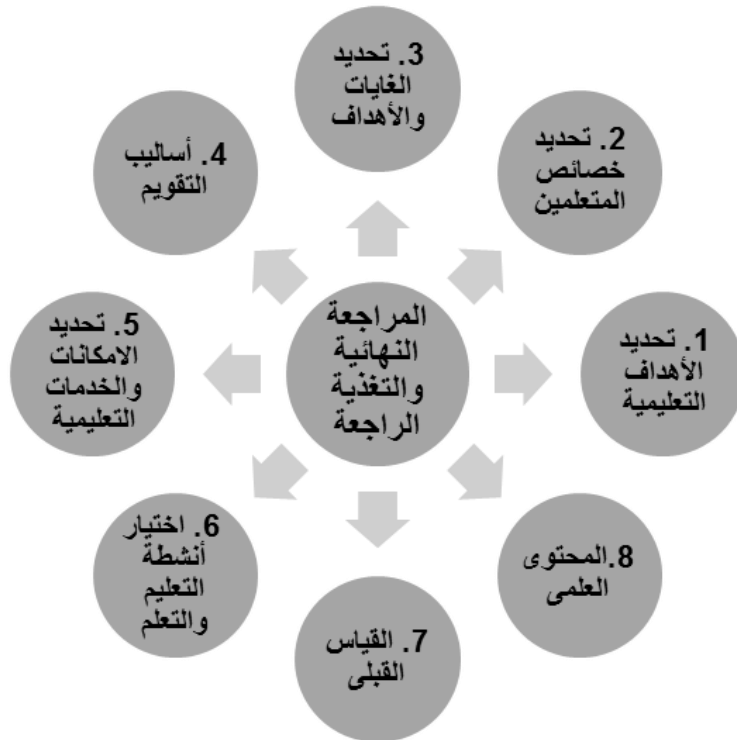 3. تحديد
الغايات
والأهداف
2. تحديد
خصائص
المتعلمين
4. أساليب
التقويم
المراجعة
النهائية
والتغذية
الراجعة
1. تحديد
الأهداف
التعليمية
5. تحديد
الامكانات
والخدمات
التعليمية
8.المحتوى
العلمى
6. اختيار
أنشطة
التعليم
والتعلم
7. القياس
القبلى